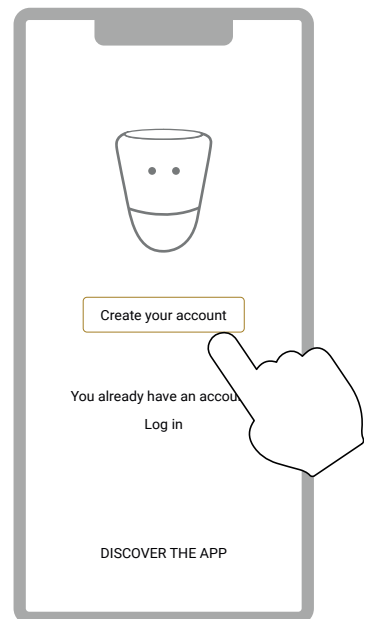 Create your account
You already have an accou
Log in
DISCOVER THE APP